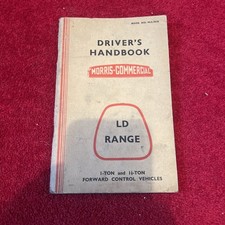 DRIVER'S
HANDBOOK
MORRIS-COMMERCIAL
LD
RANGE
1-TON and 1½-TON
FORWARD CONTROL VEHICLES